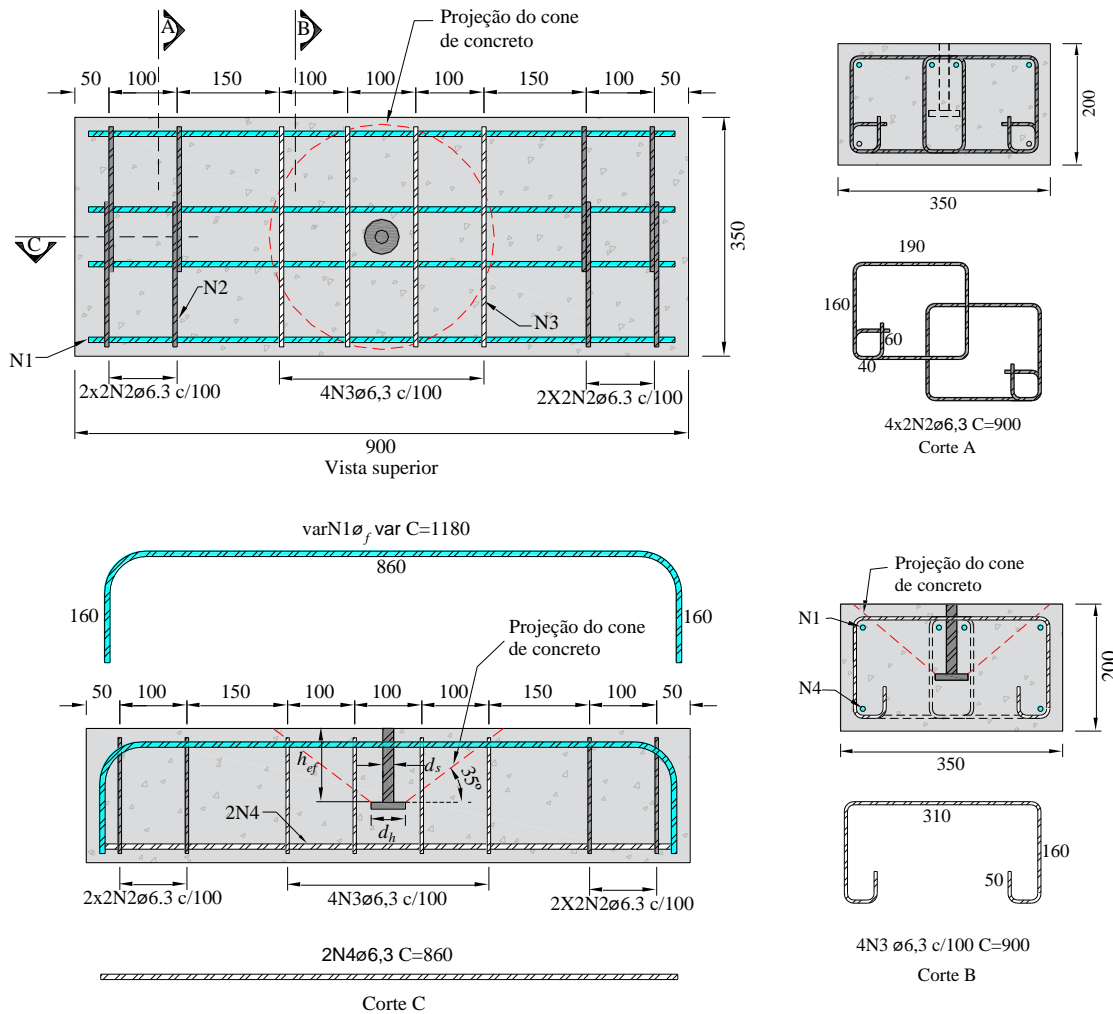 A
B
Projeção do cone
de concreto
50
100
150
100
100
100
150
100
50
C
N2
N3
N1
350
2x2N2ø6.3 c/100
4N3ø6,3 c/100
2X2N2ø6.3 c/100
900
Vista superior
200
350
190
160
60
40
4x2N2ø6,3 C=900
Corte A
varN1ø_f var C=1180
860
160
160
Projeção do cone
de concreto
50
100
150
100
100
100
150
100
50
h_ef
d_s
35º
2N4
d_h
2x2N2ø6.3 c/100
4N3ø6,3 c/100
2X2N2ø6.3 c/100
2N4ø6,3 C=860
Corte C
Projeção do cone
de concreto
N1
N4
200
350
310
160
50
4N3 ø6,3 c/100 C=900
Corte B